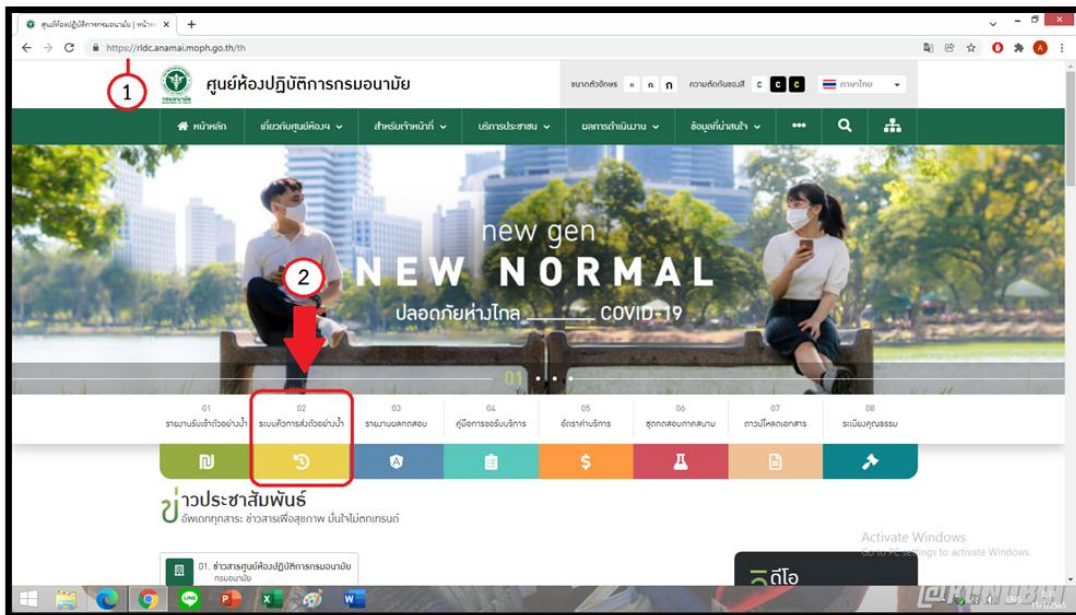 ศูนย์ห้องปฏิบัติการกรมอนามัย | หน้าห
https://rldc.anamai.moph.go.th/th
1
ศูนย์ห้องปฏิบัติการกรมอนามัย
ขนาดตัวอักษร ก ก ก ความตัดกันของสี C C C ภาษาไทย
หน้าหลัก เกี่ยวกับศูนย์ห้องฯ สำหรับเจ้าหน้าที่ บริการประชาชน ผลการดำเนินงาน ข้อมูลที่น่าสนใจ
new gen
NEW NORMAL
2
ปลอดภัยห่างไกล COVID-19
01
01 02 03 04 05 06 07 08
รายงานรับเข้าตัวอย่างน้ำ ระบบคิวการส่งตัวอย่างน้ำ รายงานผลทดสอบ คู่มือการขอรับบริการ อัตราค่าบริการ ชุดทดสอบภาคสนาม ดาวน์โหลดเอกสาร ระเบียงคุณธรรม
ข่าวประชาสัมพันธ์
อัพเดททุกสาระ ข่าวสารเพื่อสุขภาพ มั่นใจไม่ตกเทรนด์
Activate Windows
Go to PC settings to activate Windows.
01. ข่าวสารศูนย์ห้องปฏิบัติการกรมอนามัย
กรมอนามัย
วีดีโอ
ENG